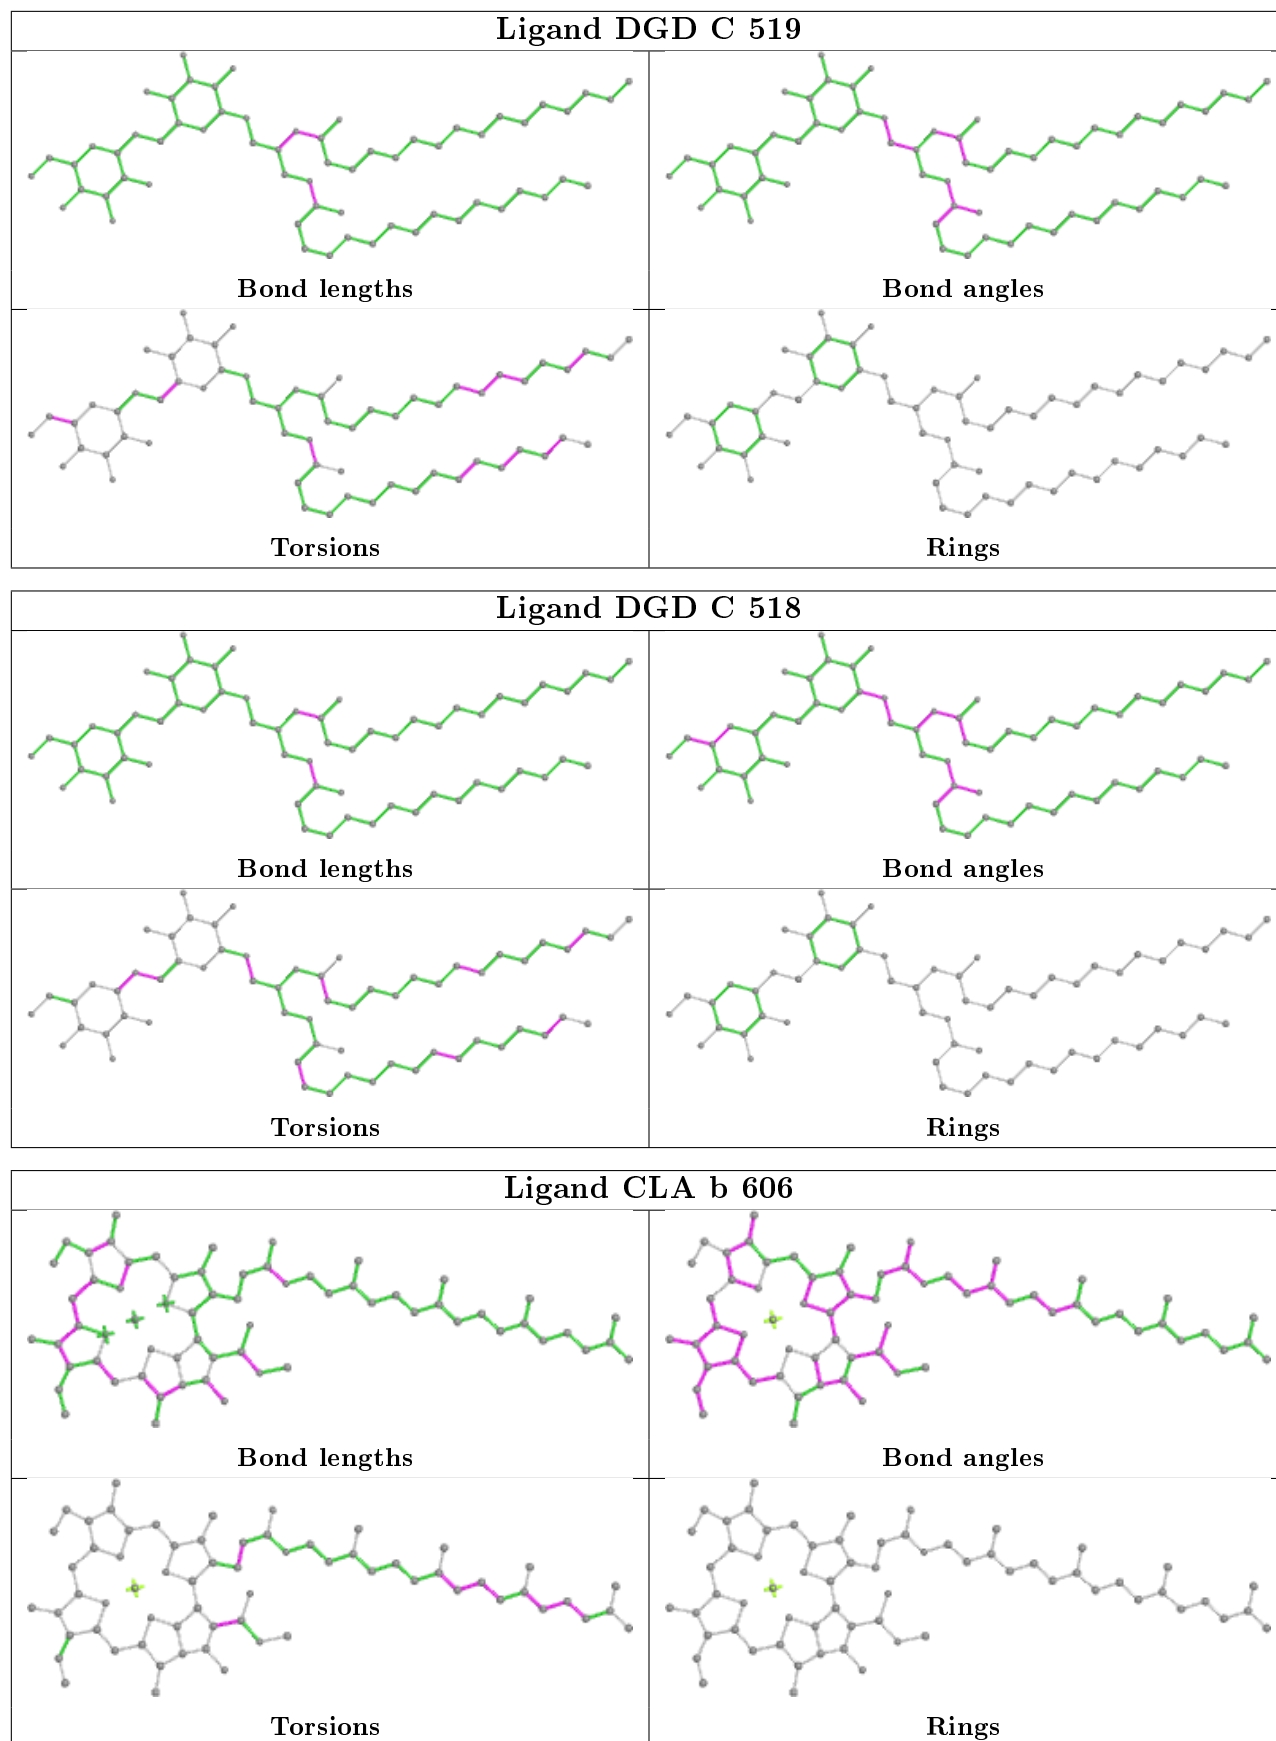 Ligand DGD C 519
Bond lengths
Bond angles
Torsions
Rings
Ligand DGD C 518
Bond lengths
Bond angles
Torsions
Rings
Ligand CLA b 606
Bond lengths
Bond angles
Torsions
Rings